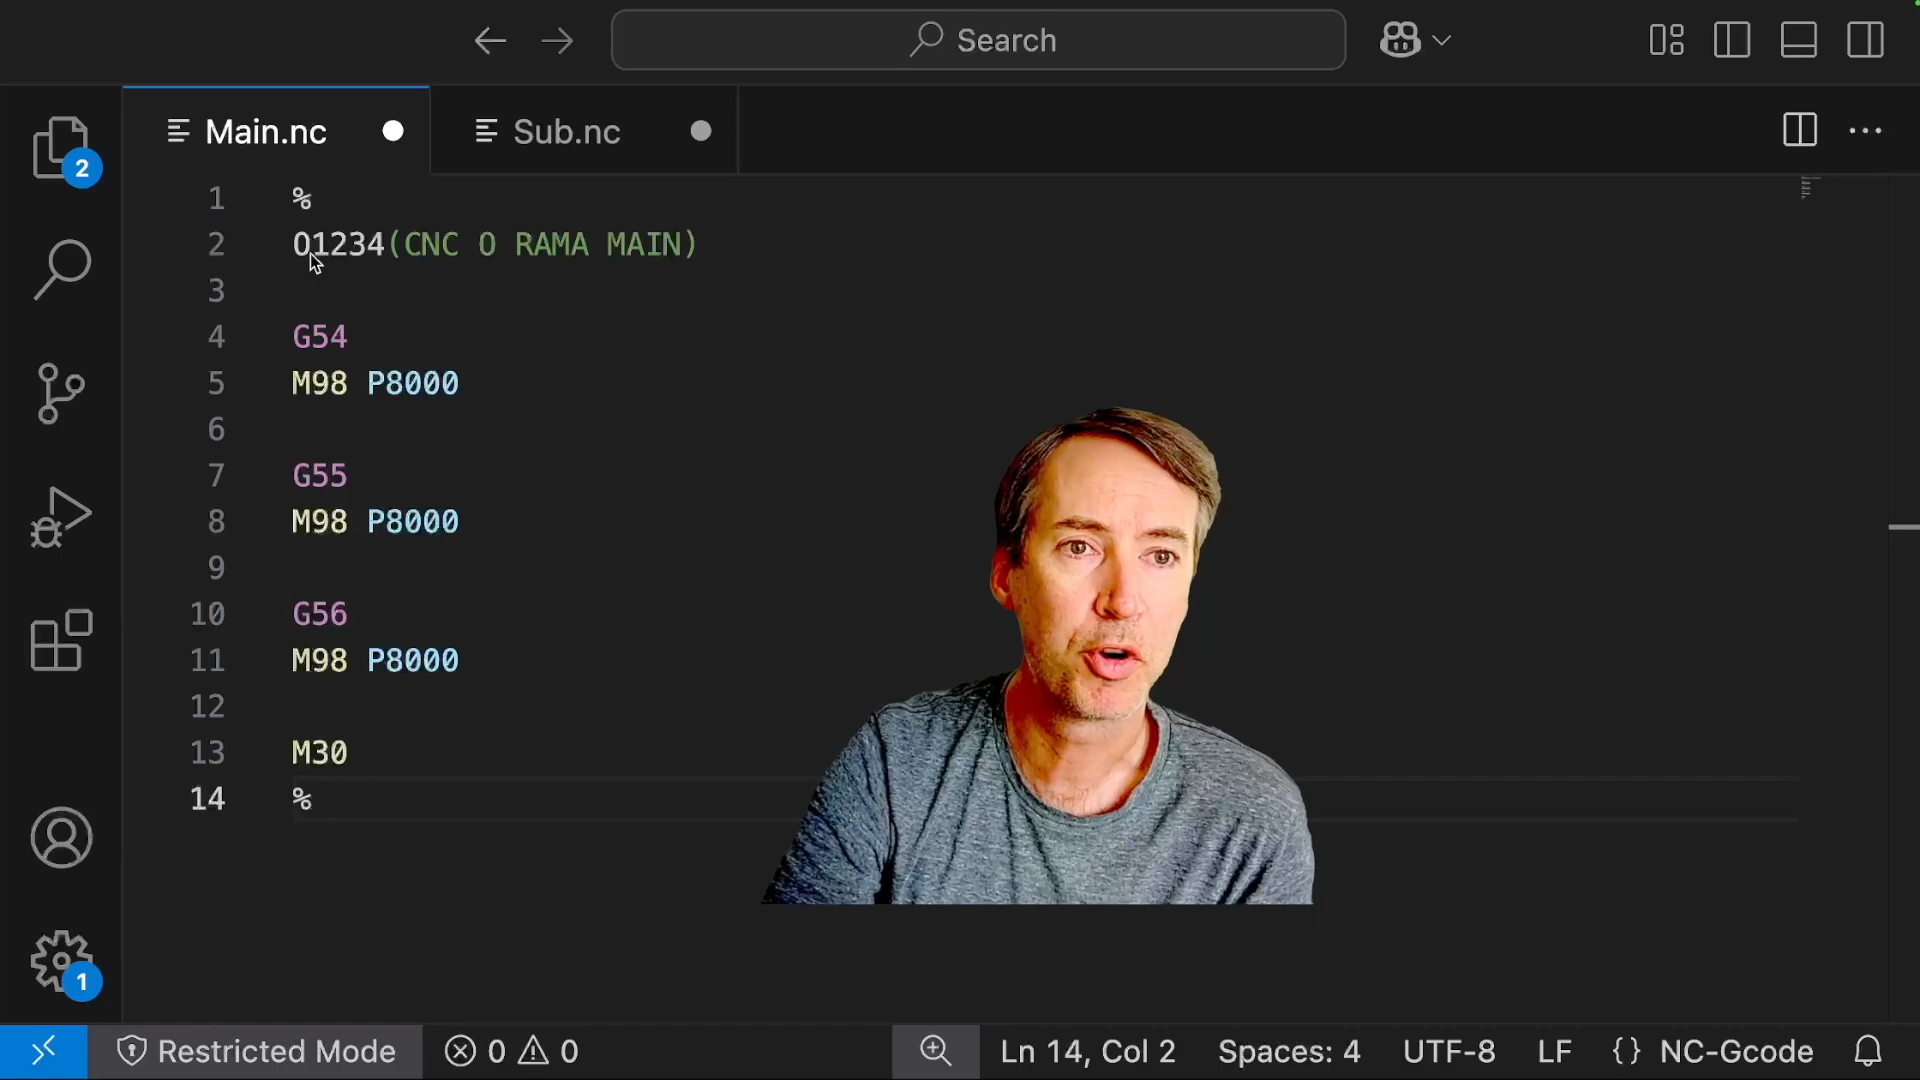 Search
Main.nc
Sub.nc
2
1 %
2 O1234(CNC O RAMA MAIN)
3
4 G54
5 M98 P8000
6
7 G55
8 M98 P8000
9
10 G56
11 M98 P8000
12
13 M30
14 %
1
Restricted Mode
0
0
Ln 14, Col 2
Spaces: 4
UTF-8
LF
{} NC-Gcode